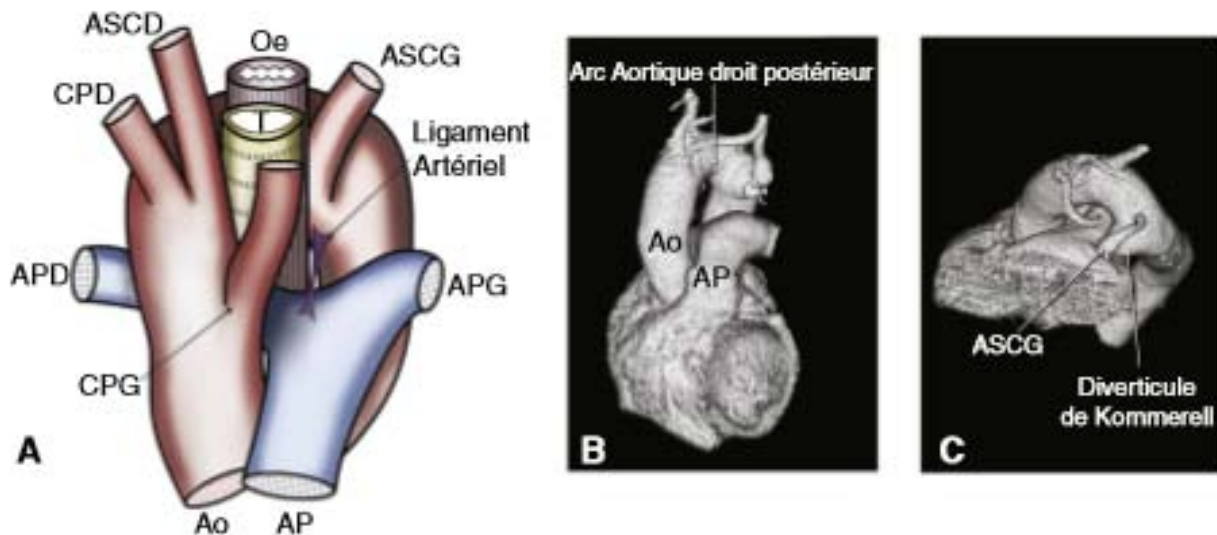 ASCD
Oe
ASCG
CPD
Ligament
Artériel
APD
APG
CPG
A
Ao
AP
Arc Aortique droit postérieur
Ao
AP
B
ASCG
Diverticule
de Kommerell
C